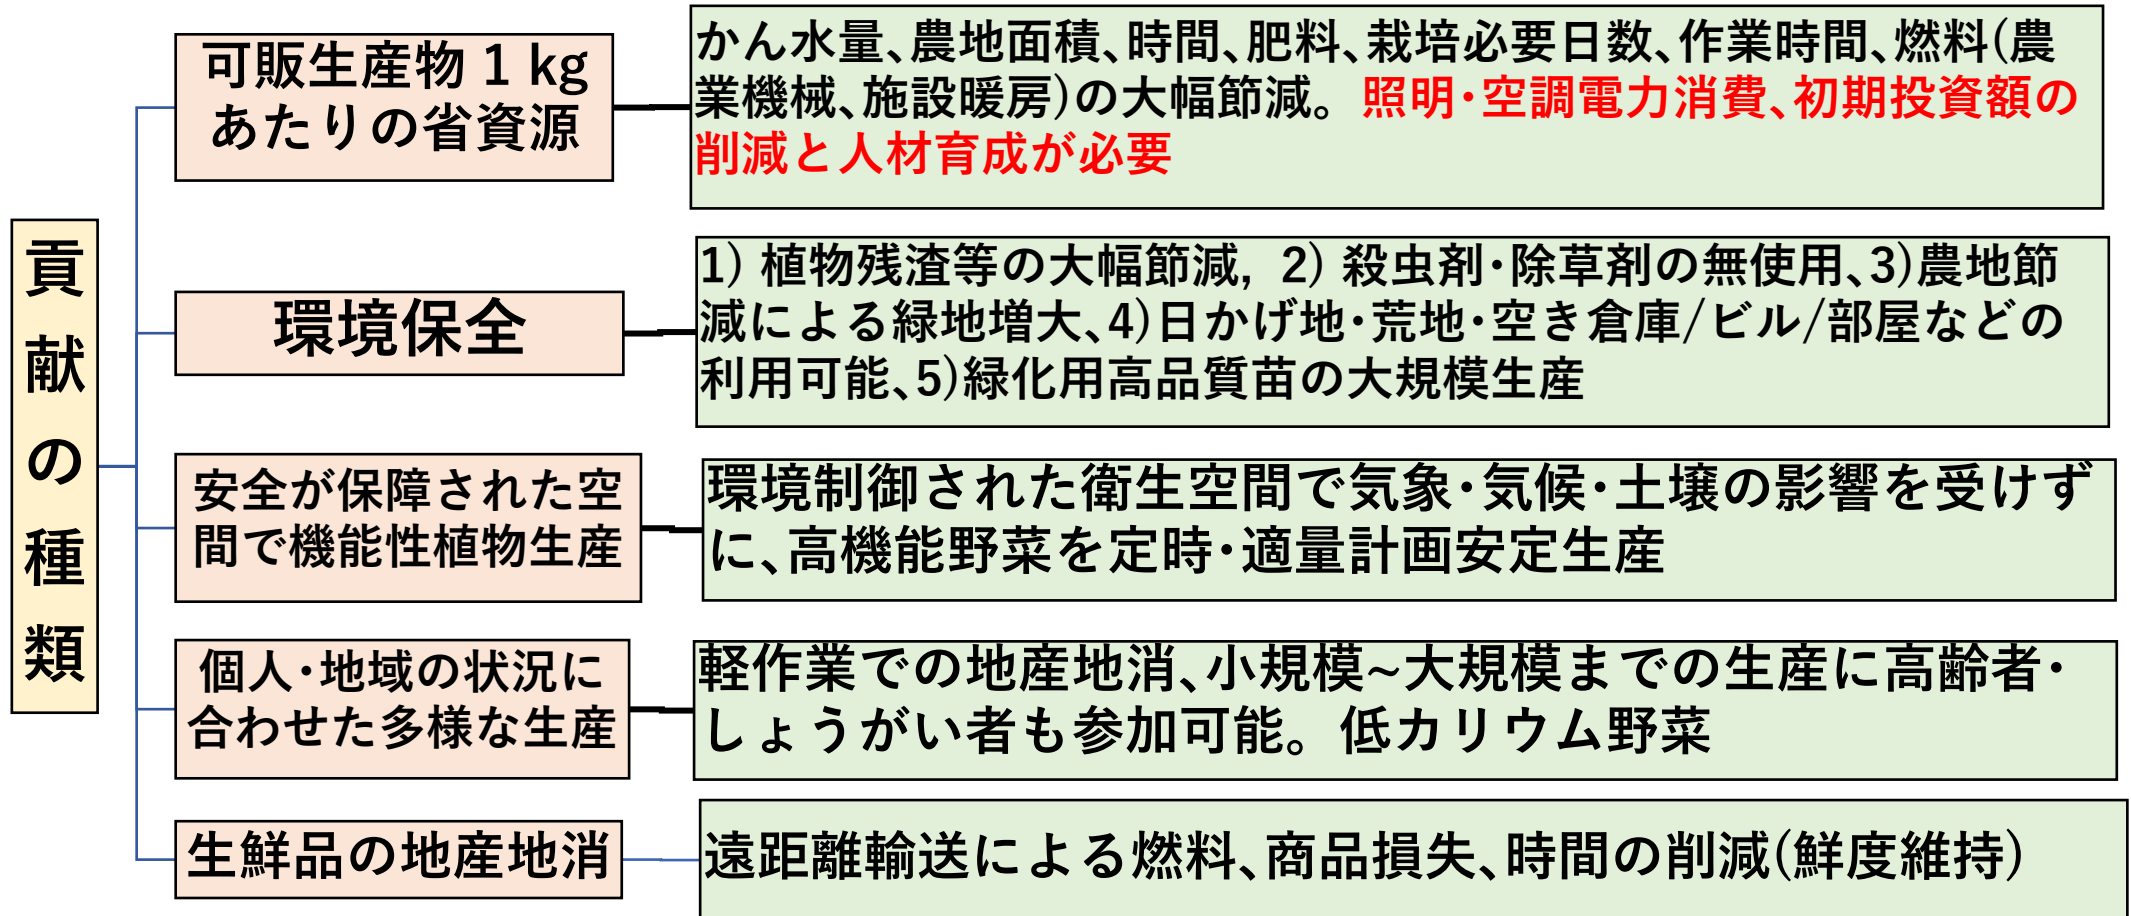 貢献の種類
可販生産物 1 kg
あたりの省資源
かん水量、農地面積、時間、肥料、栽培必要日数、作業時間、燃料(農
業機械、施設暖房)の大幅節減。照明・空調電力消費、初期投資額の
削減と人材育成が必要
環境保全
1) 植物残渣等の大幅節減, 2) 殺虫剤・除草剤の無使用、3)農地節
減による緑地増大、4)日かげ地・荒地・空き倉庫/ビル/部屋などの
利用可能、5)緑化用高品質苗の大規模生産
安全が保障された空
間で機能性植物生産
環境制御された衛生空間で気象・気候・土壌の影響を受けず
に、高機能野菜を定時・適量計画安定生産
個人・地域の状況に
合わせた多様な生産
軽作業での地産地消、小規模~大規模までの生産に高齢者・
しょうがい者も参加可能。低カリウム野菜
生鮮品の地産地消
遠距離輸送による燃料、商品損失、時間の削減(鮮度維持)